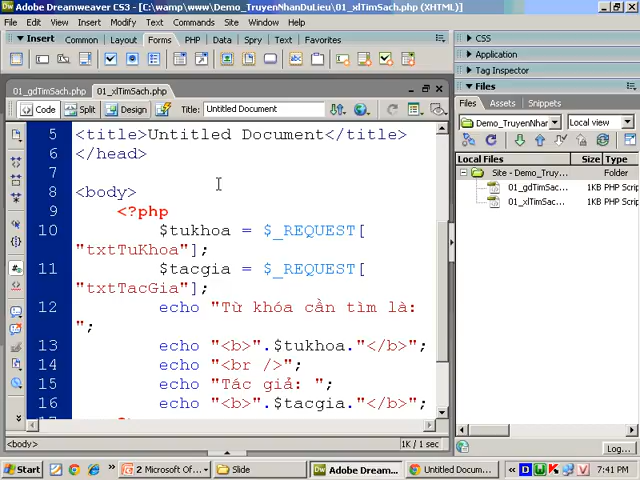 Adobe Dreamweaver CS3 - [C:\wamp\www\Demo_TruyenNhanDuLieu\01_xlTimSach.php (XHTML)]
File Edit View Insert Modify Text Commands Site Window Help
Insert Common Layout Forms PHP Data Spry Text Favorites
01_gdTimSach.php 01_xlTimSach.php
Code Split Design Title: Untitled Document
5 <title>Untitled Document</title>
6 </head>
7
8 <body>
9 <?php
10 $tukhoa = $_REQUEST[
"txtTuKhoa"];
11 $tacgia = $_REQUEST[
"txtTacGia"];
12 echo "Từ khóa cần tìm là:
";
13 echo "<b>".$tukhoa."</b>";
14 echo "<br />";
15 echo "Tác giả: ";
16 echo "<b>".$tacgia."</b>";
<body> 1K / 1 sec
CSS
Application
Tag Inspector
Files
Files Assets Snippets
Demo_TruyenNhar Local view
Local Files Size Type
Site - Demo_Tru... Folder
01_gdTimSac... 1KB PHP Script
01_xlTimSac... 1KB PHP Script
Log...
Start 2 Microsoft Of... Slide Adobe Dream... Untitled Document... 7:41 PM